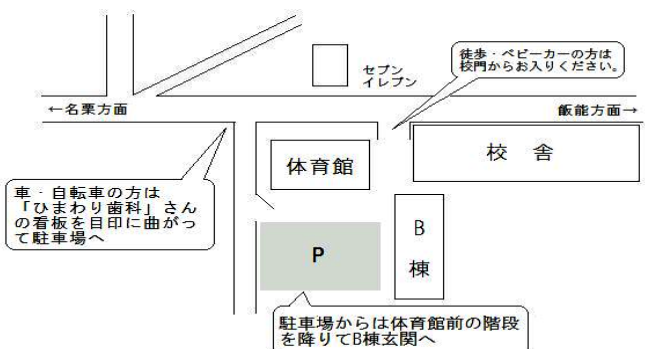 セブン
イレブン
徒歩・ベビーカーの方は
校門からお入りください。
←名栗方面
飯能方面→
体育館
校舎
車・自転車の方は
「ひまわり歯科」さん
の看板を目印に曲がっ
て駐車場へ
P
B
棟
駐車場からは体育館前の階段
を降りてB棟玄関へ